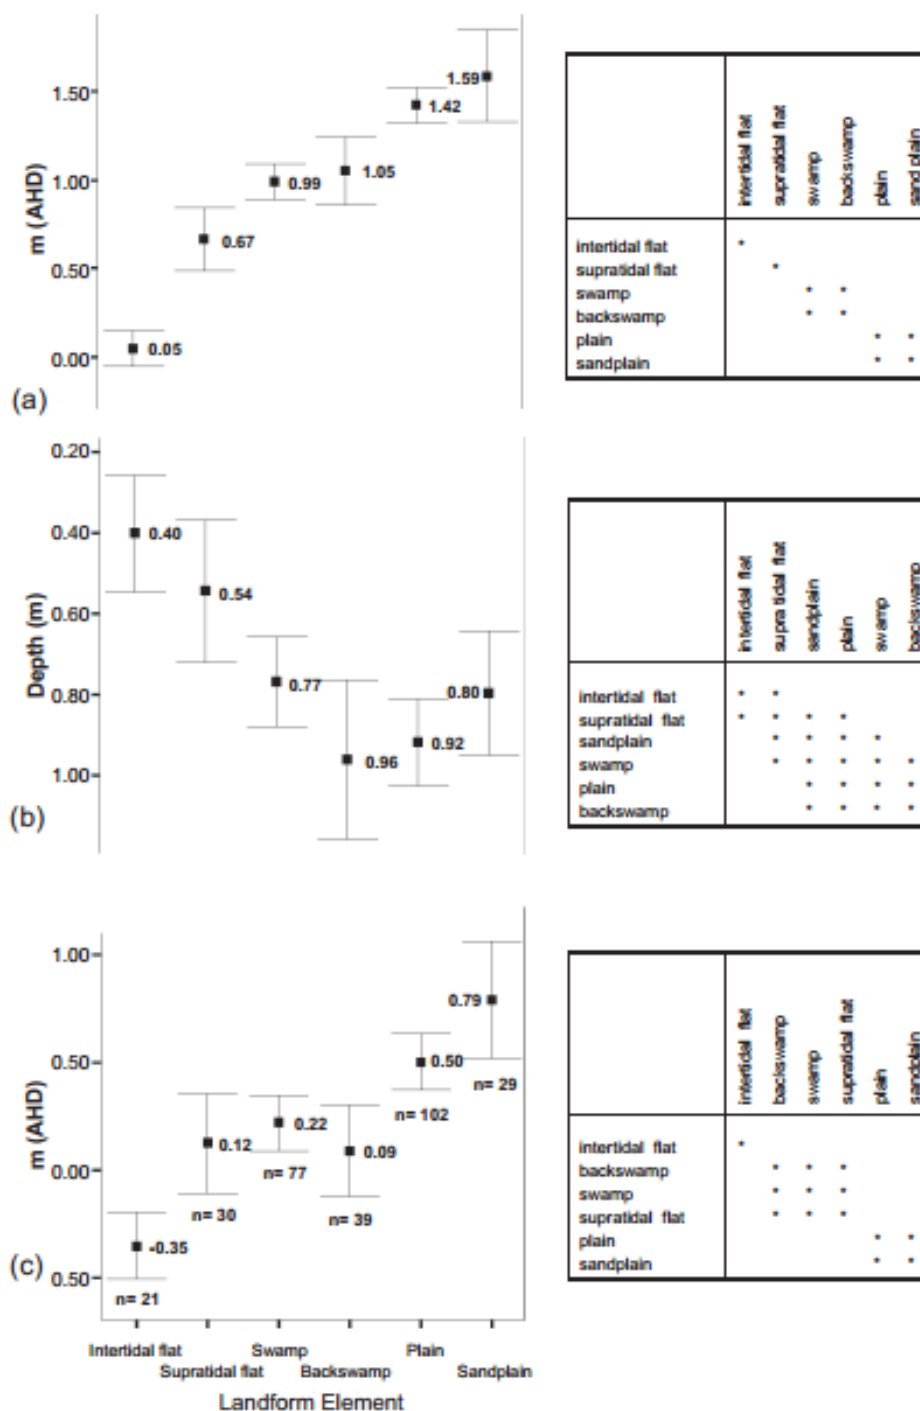 1.50
1.00
0.50
0.00
m (AHD)
0.05
0.67
0.99
1.05
1.42
1.59
(a)
intertidal flat
supratidal flat
swamp
backswamp
plain
sand plain
intertidal flat *
supratidal flat *
swamp * *
backswamp * *
plain * *
sandplain * *
0.20
0.40
0.60
0.80
1.00
Depth (m)
0.40
0.54
0.77
0.96
0.92
0.80
(b)
intertidal flat
supratidal flat
sandplain
plain
swamp
backswamp
intertidal flat * *
supratidal flat * * * *
sandplain * * * *
swamp * * * * *
plain * * * *
backswamp * * * *
1.00
0.50
0.00
0.50
m (AHD)
-0.35
n= 21
0.12
n= 30
0.22
n= 77
0.09
n= 39
0.50
n= 102
0.79
n= 29
(c)
Intertidal flat
Supratidal flat
Swamp
Backswamp
Plain
Sandplain
Landform Element
intertidal flat
backswamp
swamp
supratidal flat
plain
sandplain
intertidal flat *
backswamp * * *
swamp * * *
supratidal flat * * *
plain * *
sandplain * *